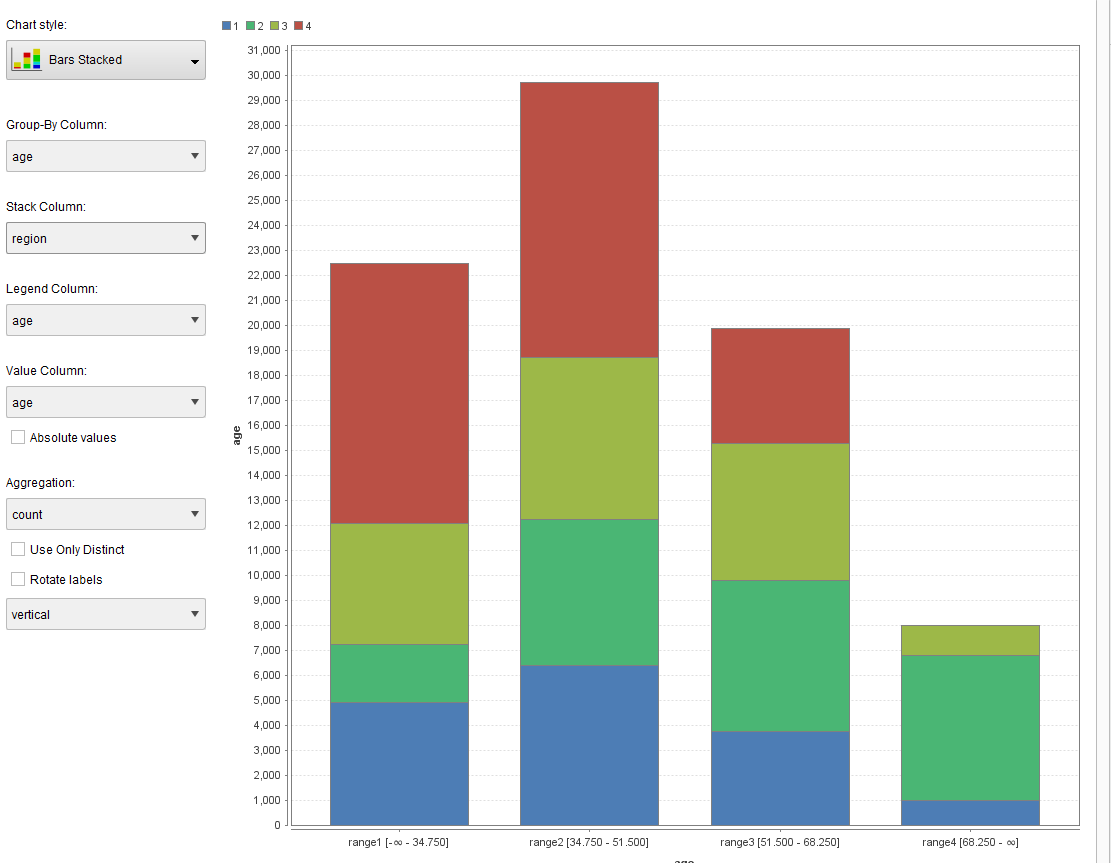 Chart style:
Bars Stacked
Group-By Column:
age
Stack Column:
region
Legend Column:
age
Value Column:
age
Absolute values
Aggregation:
count
Use Only Distinct
Rotate labels
vertical
1 2 3 4
31,000
30,000
29,000
28,000
27,000
26,000
25,000
24,000
23,000
22,000
21,000
20,000
19,000
18,000
17,000
16,000
15,000
14,000
13,000
12,000
11,000
10,000
9,000
8,000
7,000
6,000
5,000
4,000
3,000
2,000
1,000
0
age
range1 [-∞ - 34.750] range2 [34.750 - 51.500] range3 [51.500 - 68.250] range4 [68.250 - ∞]
age